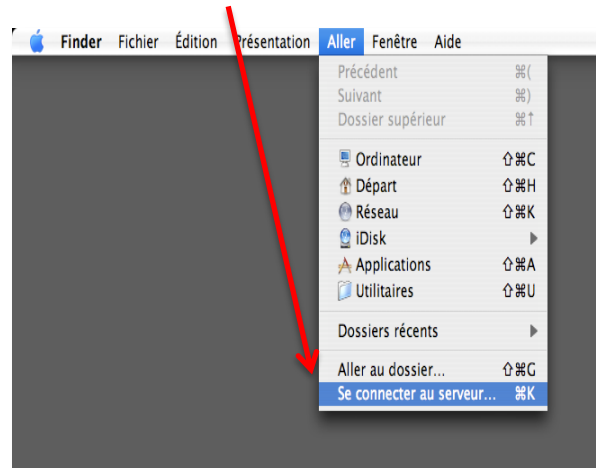 Finder Fichier Édition Présentation Aller Fenêtre Aide
Précédent ⌘(
Suivant ⌘)
Dossier supérieur ⌘↑
Ordinateur ⇧⌘C
Départ ⇧⌘H
Réseau ⇧⌘K
iDisk
Applications ⇧⌘A
Utilitaires ⇧⌘U
Dossiers récents
Aller au dossier... ⇧⌘G
Se connecter au serveur... ⌘K